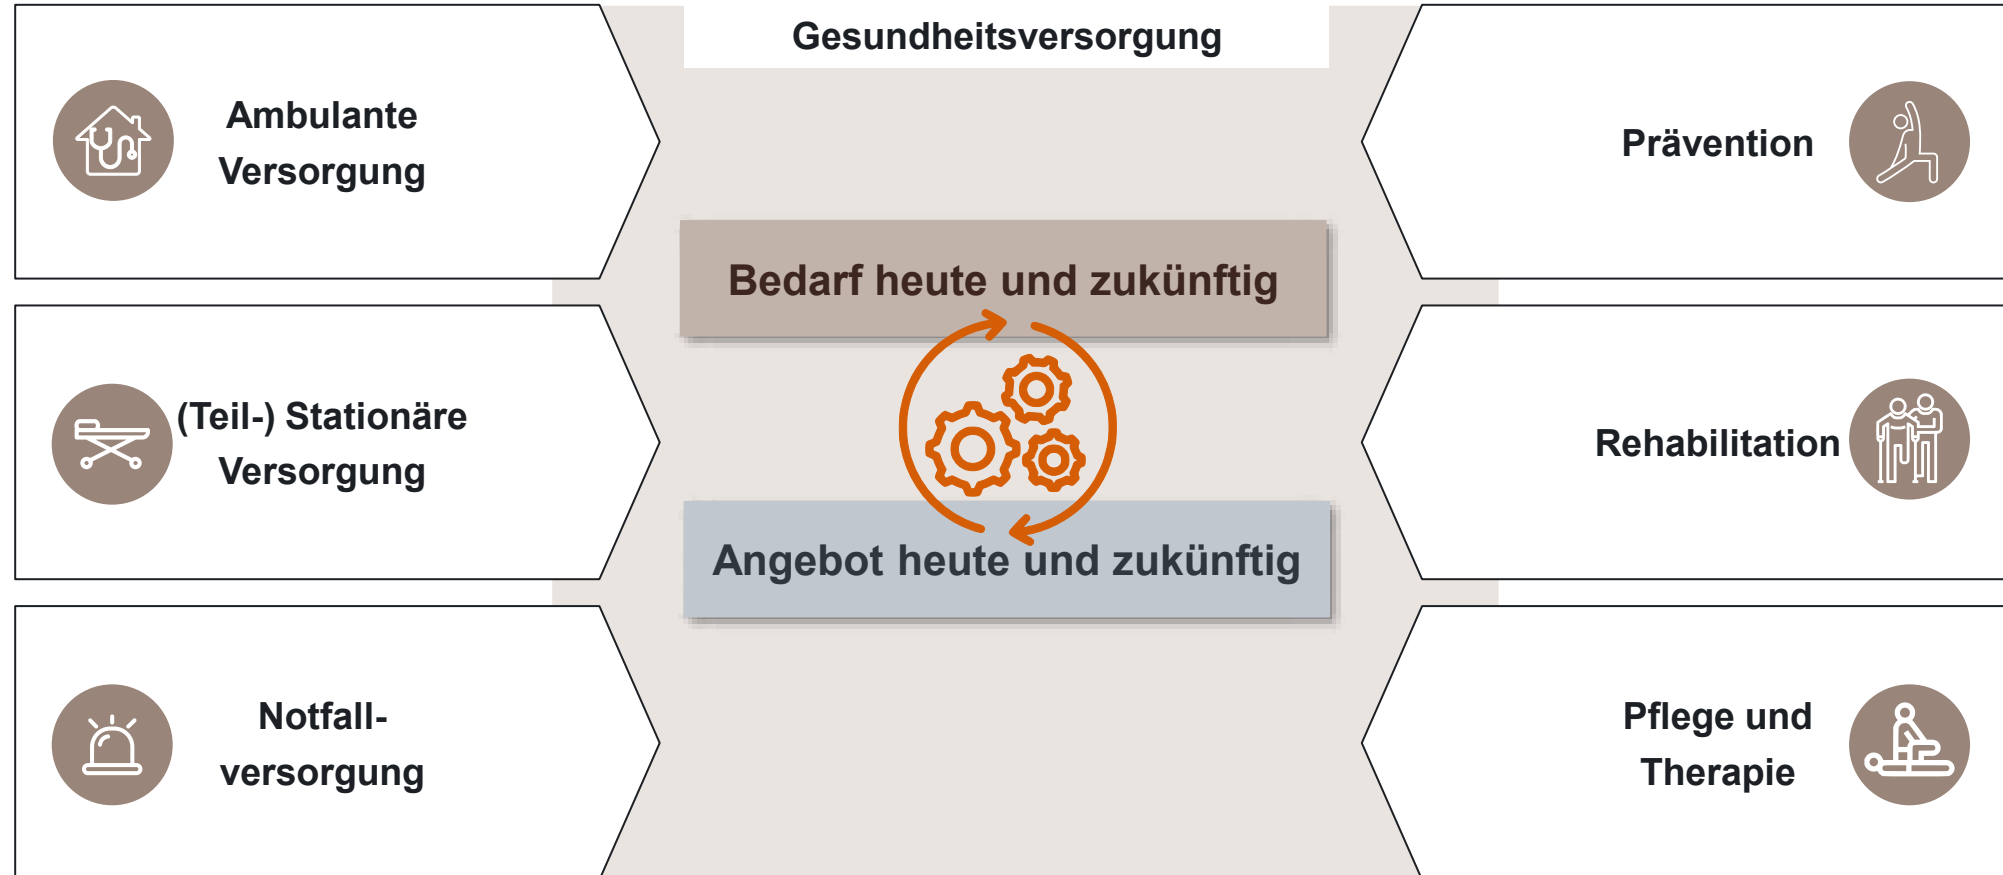 Gesundheitsversorgung
Ambulante
Versorgung
(Teil-) Stationäre
Versorgung
Notfall-
versorgung
Bedarf heute und zukünftig
Angebot heute und zukünftig
Prävention
Rehabilitation
Pflege und
Therapie